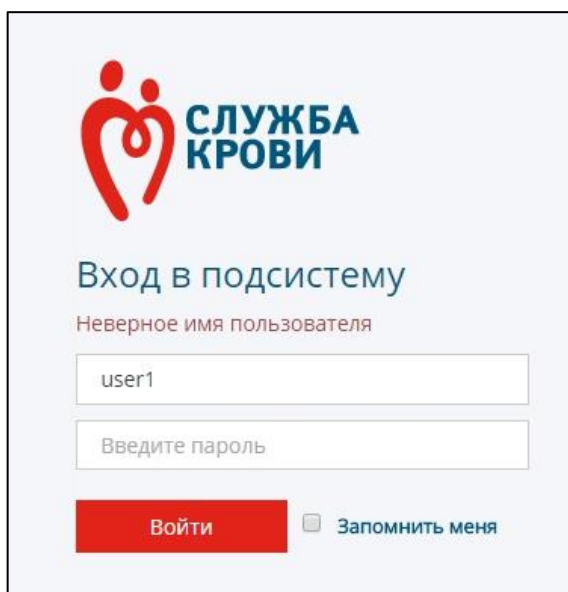 СЛУЖБА
КРОВИ
Вход в подсистему
Неверное имя пользователя
user1
Введите пароль
Войти
Запомнить меня